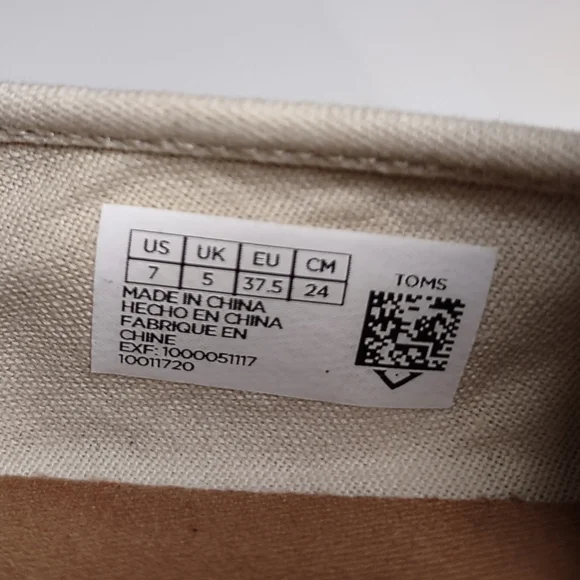 US UK EU CM
7 5 37.5 24
TOMS
MADE IN CHINA
HECHO EN CHINA
FABRIQUE EN
CHINE
EXF: 1000051117
10011720